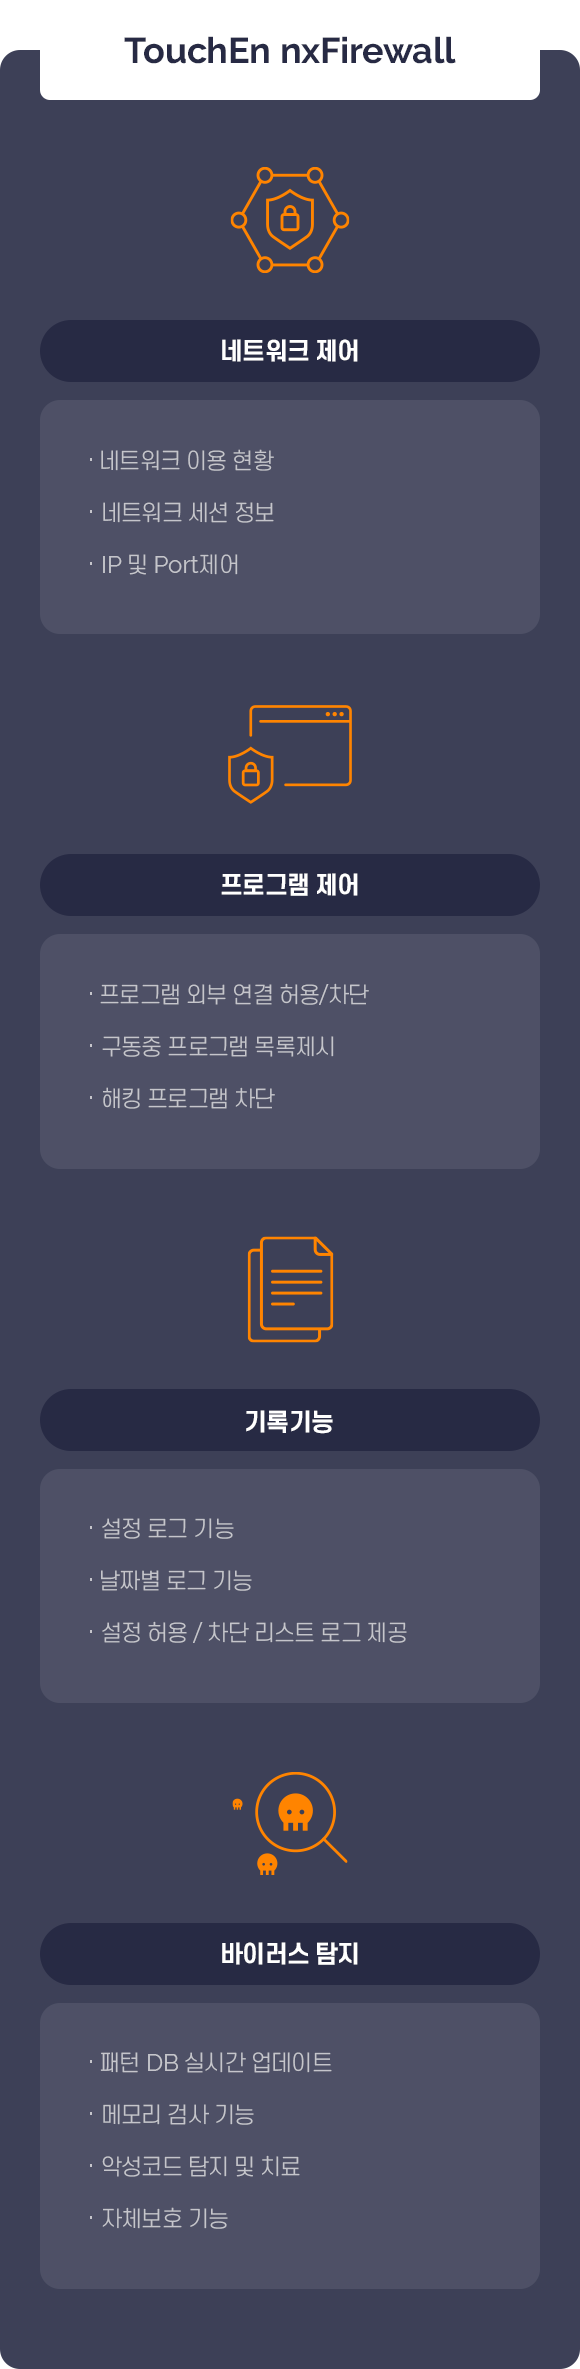 TouchEn nxFirewall
네트워크 제어
· 네트워크 이용 현황
· 네트워크 세션 정보
· IP 및 Port제어
프로그램 제어
· 프로그램 외부 연결 허용/차단
· 구동중 프로그램 목록제시
· 해킹 프로그램 차단
기록기능
· 설정 로그 기능
· 날짜별 로그 기능
· 설정 허용 / 차단 리스트 로그 제공
바이러스 탐지
· 패턴 DB 실시간 업데이트
· 메모리 검사 기능
· 악성코드 탐지 및 치료
· 자체보호 기능